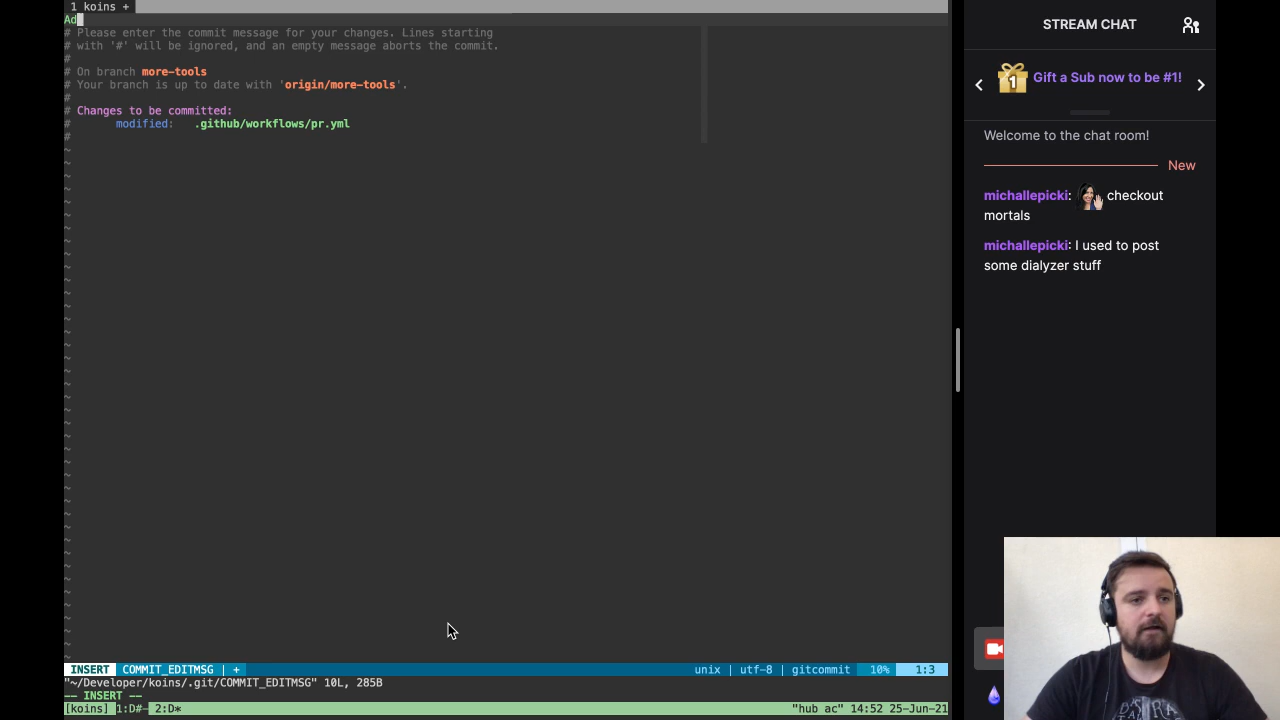 1 koins +
Ad
# Please enter the commit message for your changes. Lines starting
# with '#' will be ignored, and an empty message aborts the commit.
#
# On branch more-tools
# Your branch is up to date with 'origin/more-tools'.
#
# Changes to be committed:
#       modified:   .github/workflows/pr.yml
#
INSERT COMMIT_EDITMSG | + unix | utf-8 | gitcommit 10% 1:3
"~/Developer/koins/.git/COMMIT_EDITMSG" 10L, 285B
-- INSERT --
[koins] 1:D#- 2:D* "hub ac" 14:52 25-Jun-21
STREAM CHAT
1
Gift a Sub now to be #1!
Welcome to the chat room!
New
michallepicki: checkout
mortals
michallepicki: I used to post
some dialyzer stuff